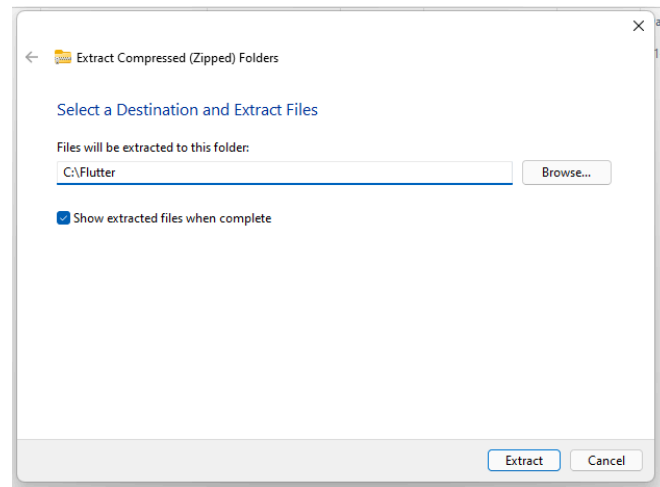 Extract Compressed (Zipped) Folders
Select a Destination and Extract Files
Files will be extracted to this folder:
C:\Flutter
Browse...
Show extracted files when complete
Extract
Cancel